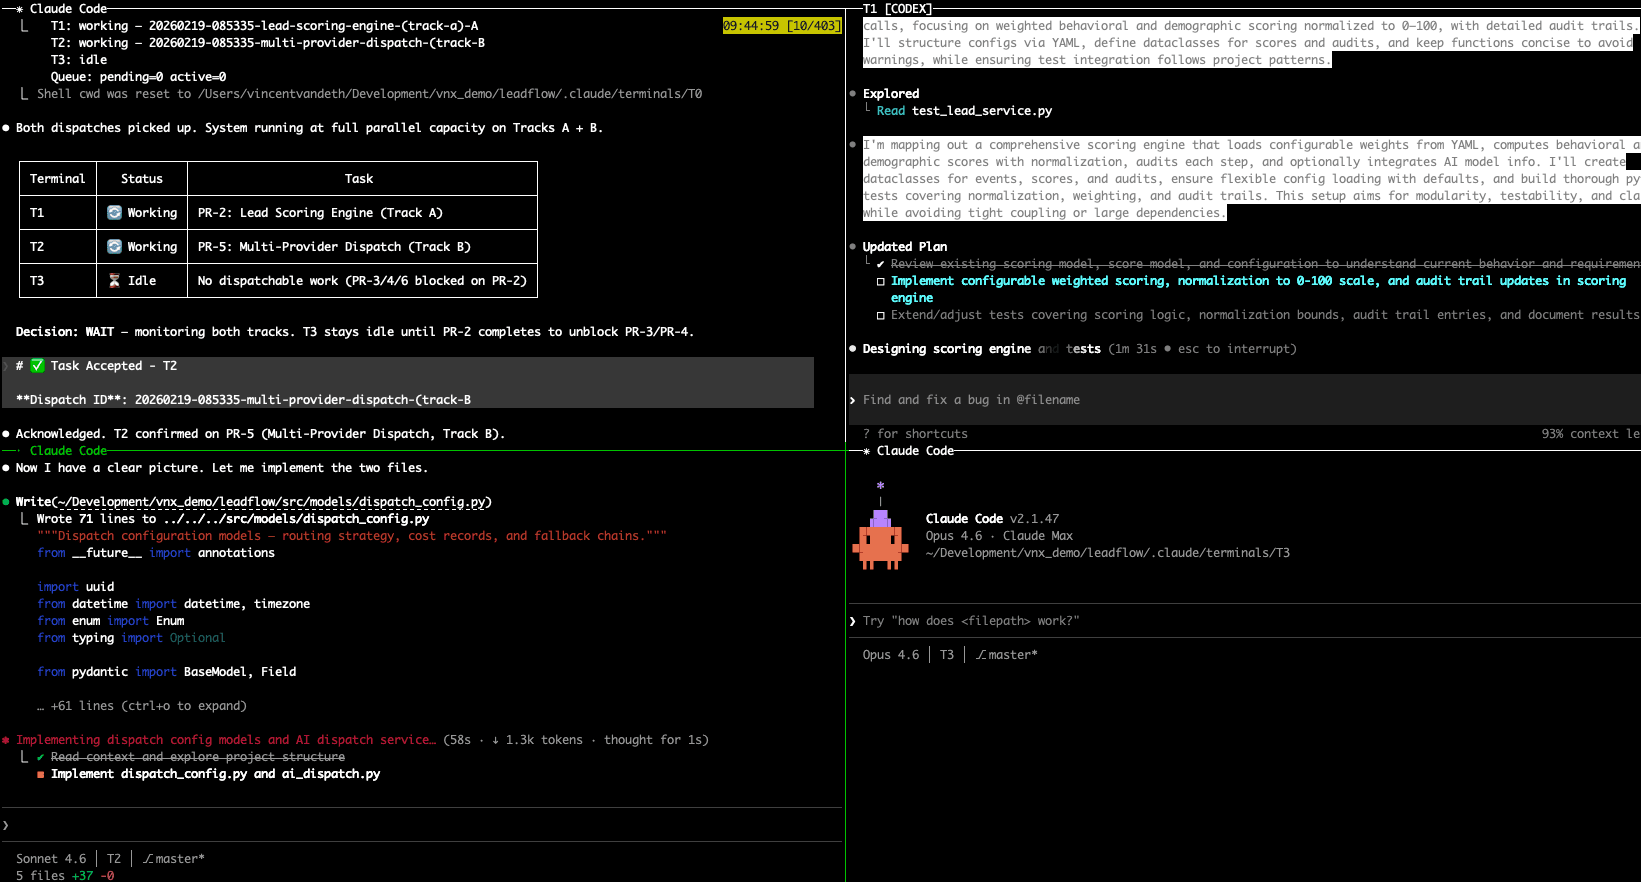 ✱ Claude Code
T1: working – 20260219-085335-lead-scoring-engine-(track-a)-A
09:44:59 [10/403]
T2: working – 20260219-085335-multi-provider-dispatch-(track-B
T3: idle
Queue: pending=0 active=0
Shell cwd was reset to /Users/vincentvandeth/Development/vnx_demo/leadflow/.claude/terminals/T0
● Both dispatches picked up. System running at full parallel capacity on Tracks A + B.
Terminal Status Task
T1 🔄 Working PR-2: Lead Scoring Engine (Track A)
T2 🔄 Working PR-5: Multi-Provider Dispatch (Track B)
T3 ⏳ Idle No dispatchable work (PR-3/4/6 blocked on PR-2)
Decision: WAIT – monitoring both tracks. T3 stays idle until PR-2 completes to unblock PR-3/PR-4.
❯ # ✅ Task Accepted - T2
**Dispatch ID**: 20260219-085335-multi-provider-dispatch-(track-B
● Acknowledged. T2 confirmed on PR-5 (Multi-Provider Dispatch, Track B).
T1 [CODEX]
calls, focusing on weighted behavioral and demographic scoring normalized to 0–100, with detailed audit trails.
I'll structure configs via YAML, define dataclasses for scores and audits, and keep functions concise to avoid
warnings, while ensuring test integration follows project patterns.
● Explored
└ Read test_lead_service.py
● I'm mapping out a comprehensive scoring engine that loads configurable weights from YAML, computes behavioral a
demographic scores with normalization, audits each step, and optionally integrates AI model info. I'll create
dataclasses for events, scores, and audits, ensure flexible config loading with defaults, and build thorough py
tests covering normalization, weighting, and audit trails. This setup aims for modularity, testability, and cla
while avoiding tight coupling or large dependencies.
● Updated Plan
└ ✔ Review existing scoring model, score model, and configuration to understand current behavior and requiremen
□ Implement configurable weighted scoring, normalization to 0-100 scale, and audit trail updates in scoring
engine
□ Extend/adjust tests covering scoring logic, normalization bounds, audit trail entries, and document results
● Designing scoring engine and tests (1m 31s ● esc to interrupt)
› Find and fix a bug in @filename
? for shortcuts 93% context le
· Claude Code
● Now I have a clear picture. Let me implement the two files.
● Write(~/Development/vnx_demo/leadflow/src/models/dispatch_config.py)
Wrote 71 lines to ../../../src/models/dispatch_config.py
"""Dispatch configuration models – routing strategy, cost records, and fallback chains."""
from __future__ import annotations
import uuid
from datetime import datetime, timezone
from enum import Enum
from typing import Optional
from pydantic import BaseModel, Field
… +61 lines (ctrl+o to expand)
✱ Implementing dispatch config models and AI dispatch service… (58s · ↓ 1.3k tokens · thought for 1s)
✔ Read context and explore project structure
■ Implement dispatch_config.py and ai_dispatch.py
❯
Sonnet 4.6 │ T2 │ ⎇master*
5 files +37 -0
✱ Claude Code
Claude Code v2.1.47
Opus 4.6 · Claude Max
~/Development/vnx_demo/leadflow/.claude/terminals/T3
❯ Try "how does <filepath> work?"
Opus 4.6 │ T3 │ ⎇master*